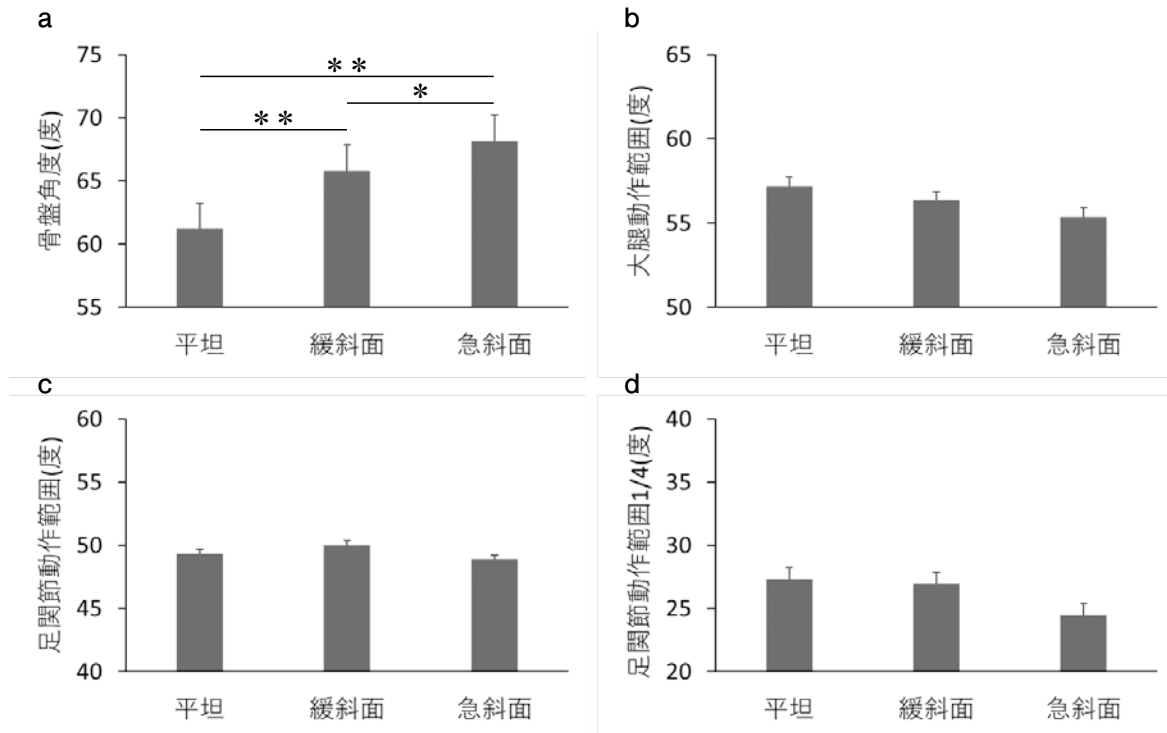 a
骨盤角度(度)
75
70
65
60
55
**
*
**
平坦 緩斜面 急斜面
b
大腿動作範囲(度)
65
60
55
50
平坦 緩斜面 急斜面
c
足関節動作範囲(度)
60
55
50
45
40
平坦 緩斜面 急斜面
d
足関節動作範囲1/4(度)
40
35
30
25
20
平坦 緩斜面 急斜面